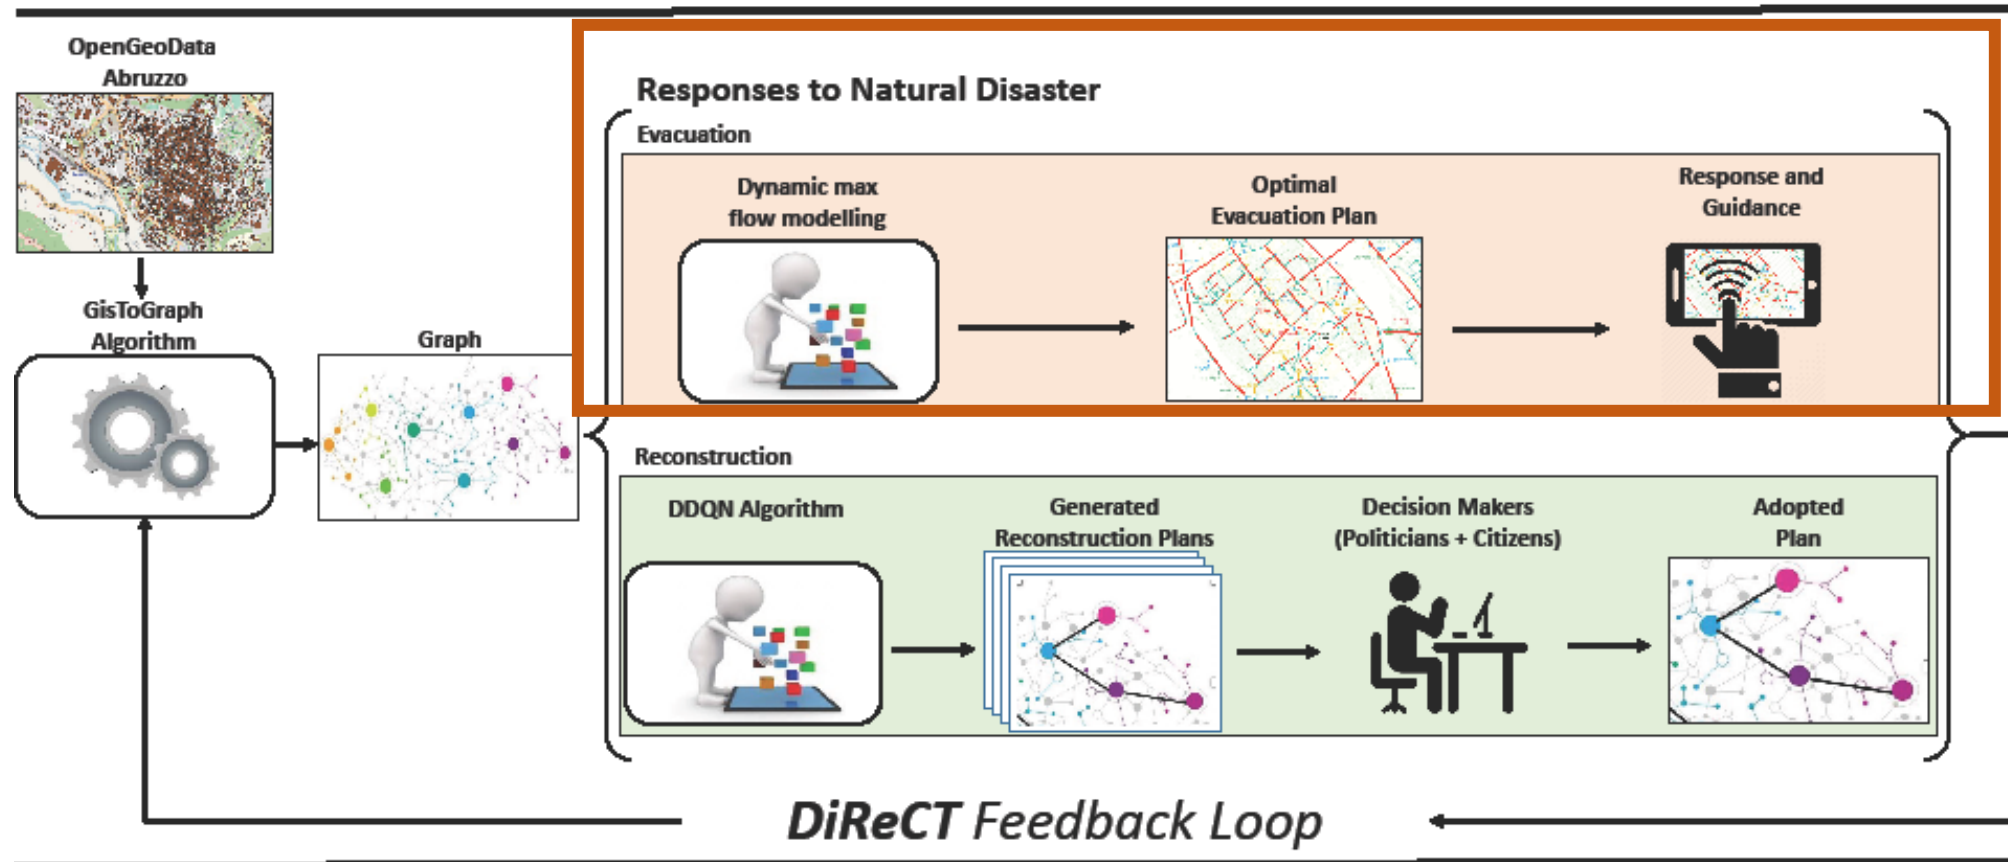 OpenGeoData
Abruzzo
GisToGraph
Algorithm
Graph
Responses to Natural Disaster
Evacuation
Dynamic max
flow modelling
Optimal
Evacuation Plan
Response and
Guidance
Reconstruction
DDQN Algorithm
Generated
Reconstruction Plans
Decision Makers
(Politicians + Citizens)
Adopted
Plan
DiReCT Feedback Loop